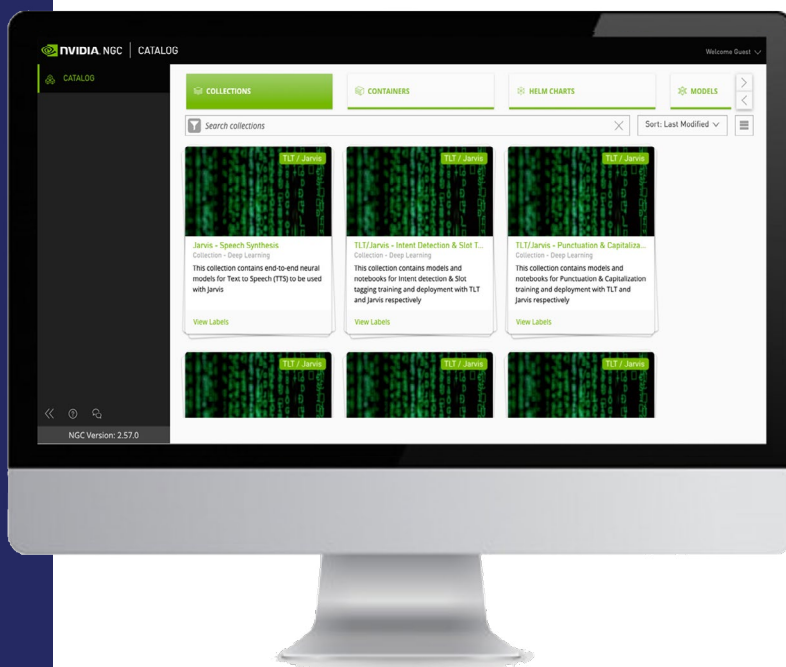 NVIDIA. NGC | CATALOG
Welcome Guest
CATALOG
COLLECTIONS
CONTAINERS
HELM CHARTS
MODELS
Search collections
Sort: Last Modified
TLT / Jarvis
TLT / Jarvis
TLT / Jarvis
Jarvis - Speech Synthesis
Collection - Deep Learning
This collection contains end-to-end neural
models for Text to Speech (TTS) to be used
with Jarvis
View Labels
TLT/Jarvis - Intent Detection & Slot T...
Collection - Deep Learning
This collection contains models and
notebooks for Intent detection & Slot
tagging training and deployment with TLT
and Jarvis respectively
View Labels
TLT/Jarvis - Punctuation & Capitaliza...
Collection - Deep Learning
This collection contains models and
notebooks for Punctuation & Capitalization
training and deployment with TLT and
Jarvis respectively
View Labels
TLT / Jarvis
TLT / Jarvis
TLT / Jarvis
NGC Version: 2.57.0